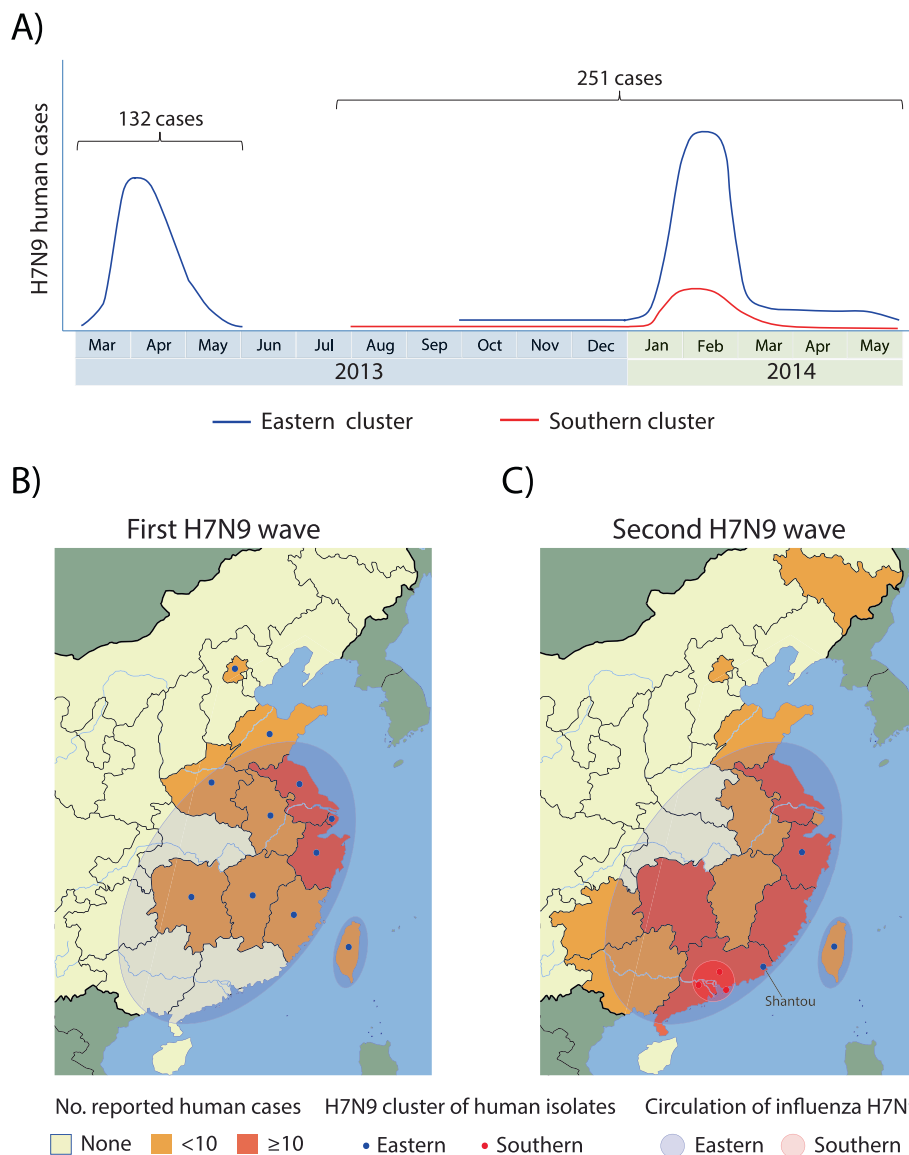 A)
251 cases
132 cases
H7N9 human cases
Mar Apr May Jun Jul Aug Sep Oct Nov Dec Jan Feb Mar Apr May
2013 2014
Eastern cluster Southern cluster
B) C)
First H7N9 wave Second H7N9 wave
Shantou
No. reported human cases H7N9 cluster of human isolates Circulation of influenza H7N
None <10 ≥10 Eastern Southern Eastern Southern